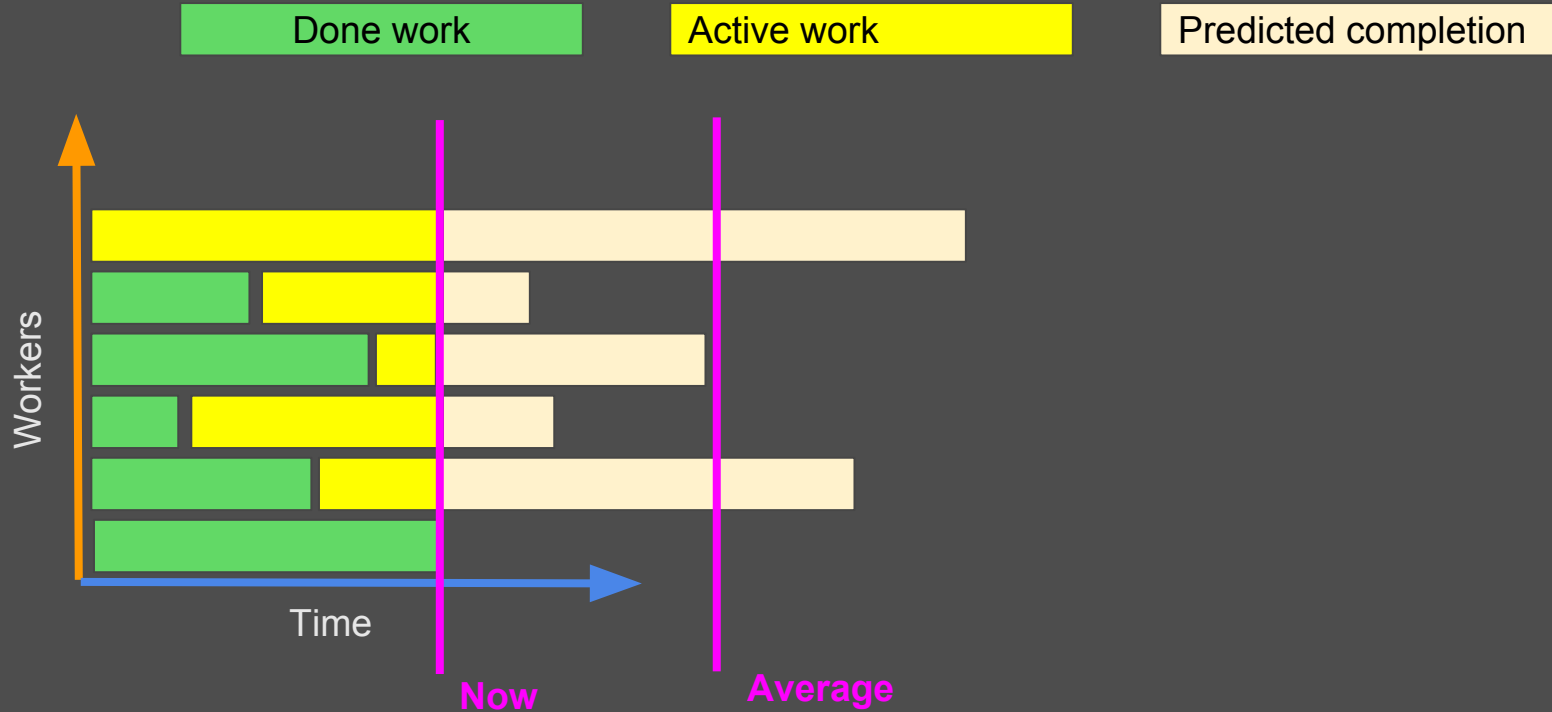 Done work
Active work
Predicted completion
Workers
Time
Now
Average